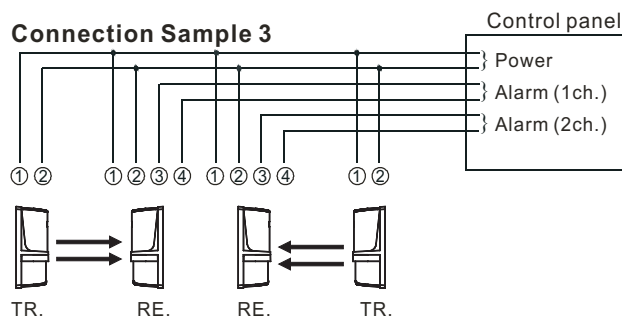 Connection Sample 3
Control panel
Power
Alarm (1ch.)
Alarm (2ch.)
① ② ① ② ③ ④ ① ② ③ ④ ① ②
TR. RE. RE. TR.